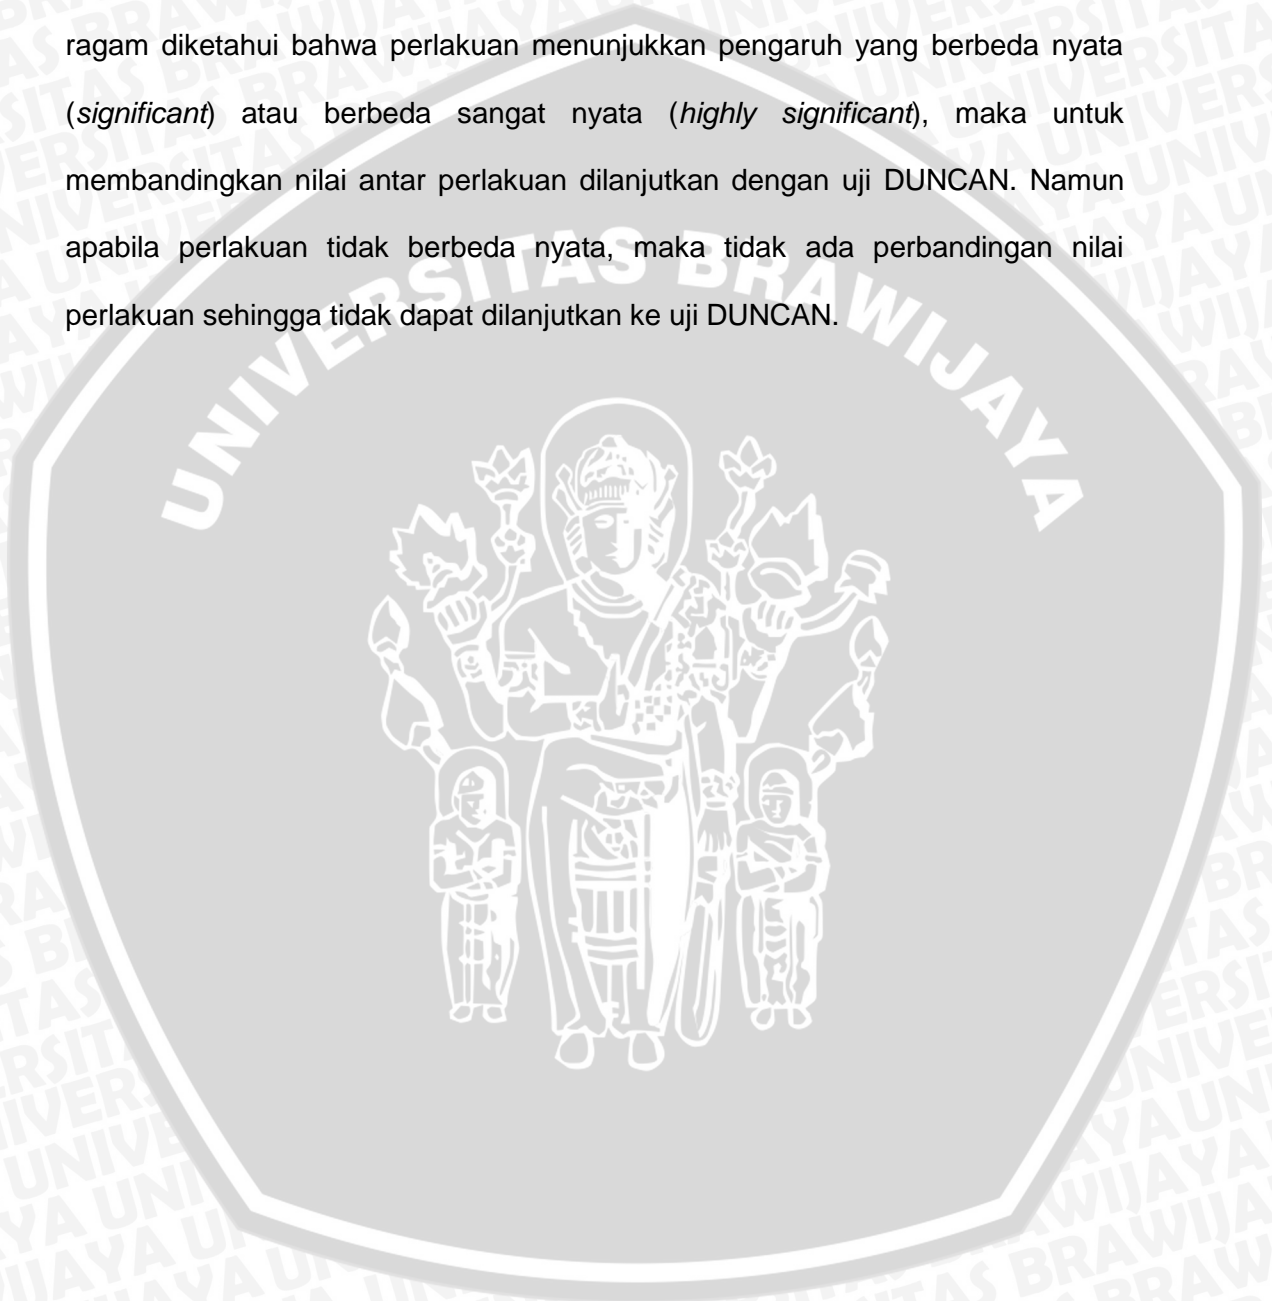 ragam diketahui bahwa perlakuan menunjukkan pengaruh yang berbeda nyata
(significant) atau berbeda sangat nyata (highly significant), maka untuk
membandingkan nilai antar perlakuan dilanjutkan dengan uji DUNCAN. Namun
apabila perlakuan tidak berbeda nyata, maka tidak ada perbandingan nilai
perlakuan sehingga tidak dapat dilanjutkan ke uji DUNCAN.
UNIVERSITAS BRAWIJAYA